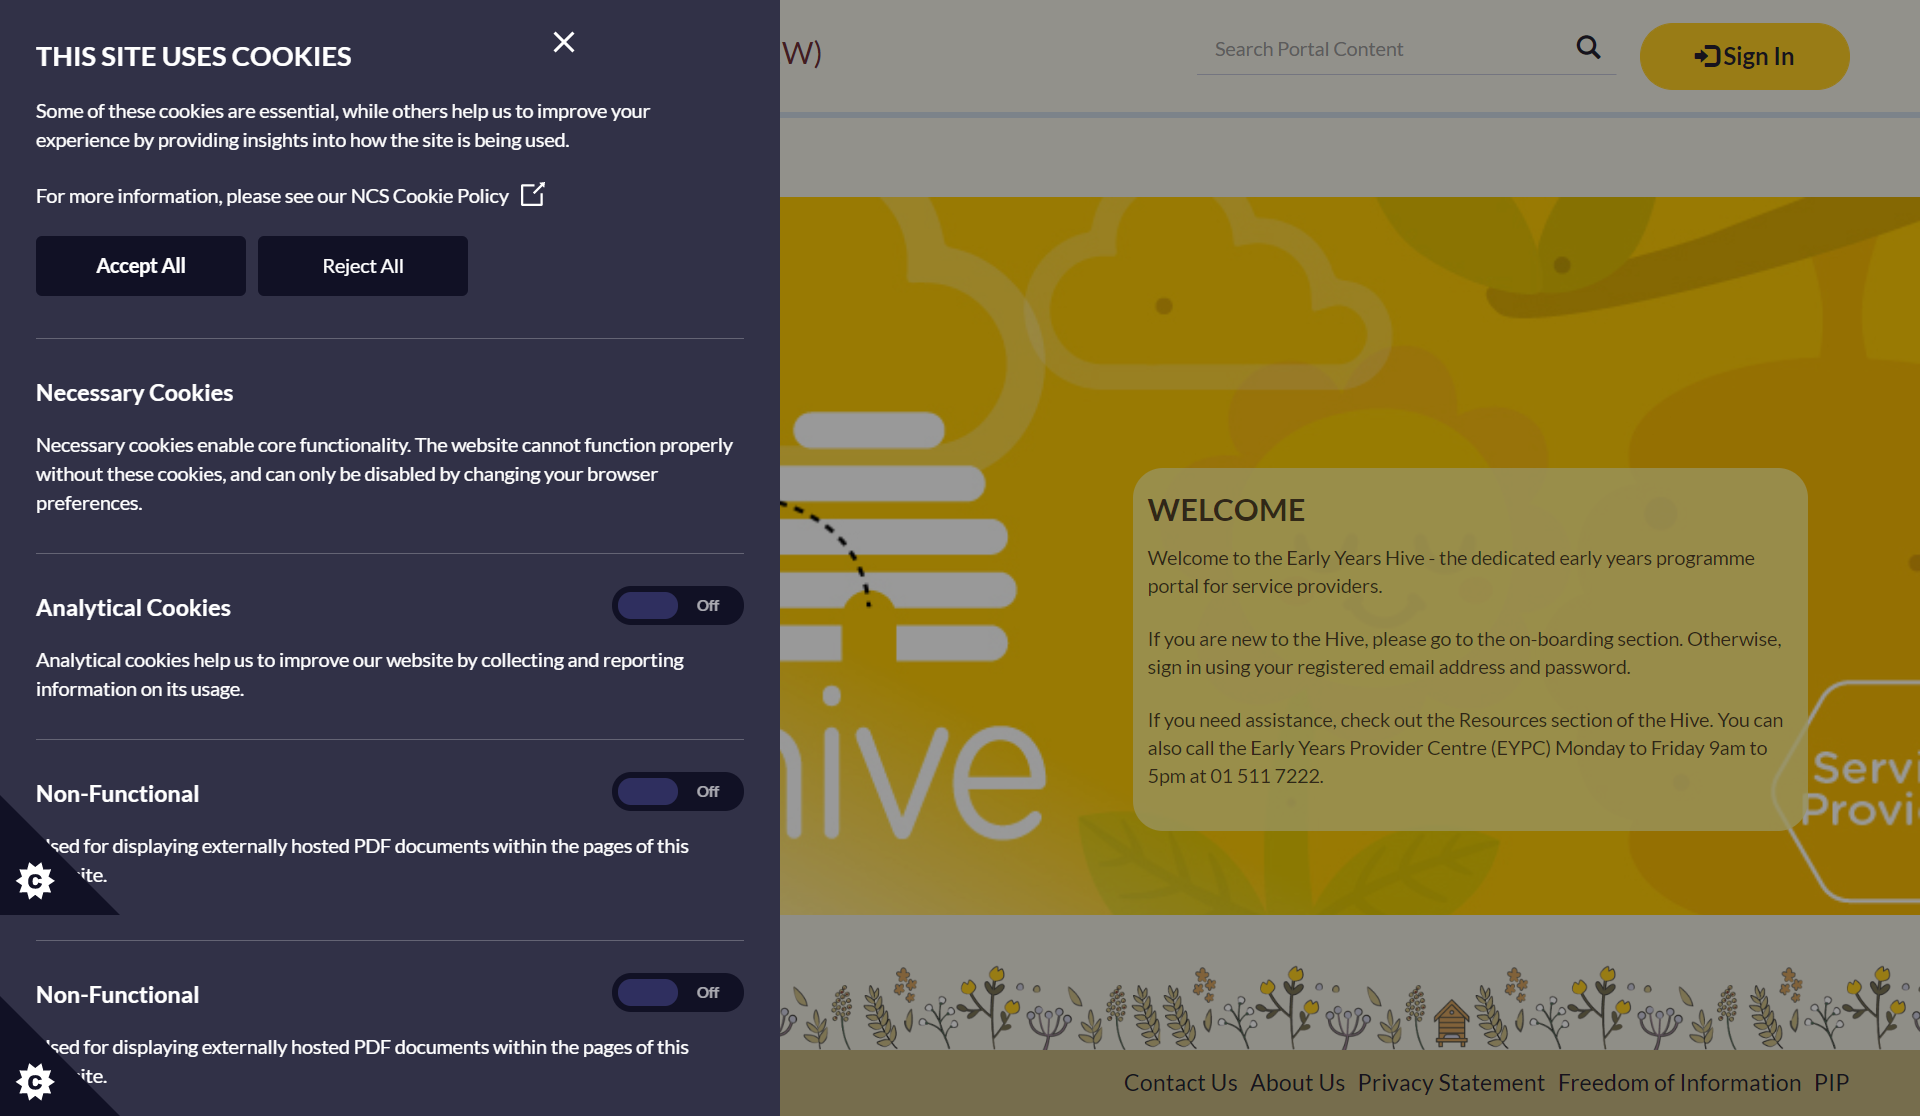 THIS SITE USES COOKIES
Some of these cookies are essential, while others help us to improve your
experience by providing insights into how the site is being used.
For more information, please see our NCS Cookie Policy
Accept All
Reject All
Necessary Cookies
Necessary cookies enable core functionality. The website cannot function properly
without these cookies, and can only be disabled by changing your browser
preferences.
Analytical Cookies
Off
Analytical cookies help us to improve our website by collecting and reporting
information on its usage.
Non-Functional
Off
for displaying externally hosted PDF documents within the pages of this
Non-Functional
Off
for displaying externally hosted PDF documents within the pages of this
W)
Search Portal Content
Sign In
hive
WELCOME
Welcome to the Early Years Hive - the dedicated early years programme
portal for service providers.
If you are new to the Hive, please go to the on-boarding section. Otherwise,
sign in using your registered email address and password.
If you need assistance, check out the Resources section of the Hive. You can
also call the Early Years Provider Centre (EYPC) Monday to Friday 9am to
5pm at 01 511 7222.
Servi
Provi
Contact Us About Us Privacy Statement Freedom of Information PIP